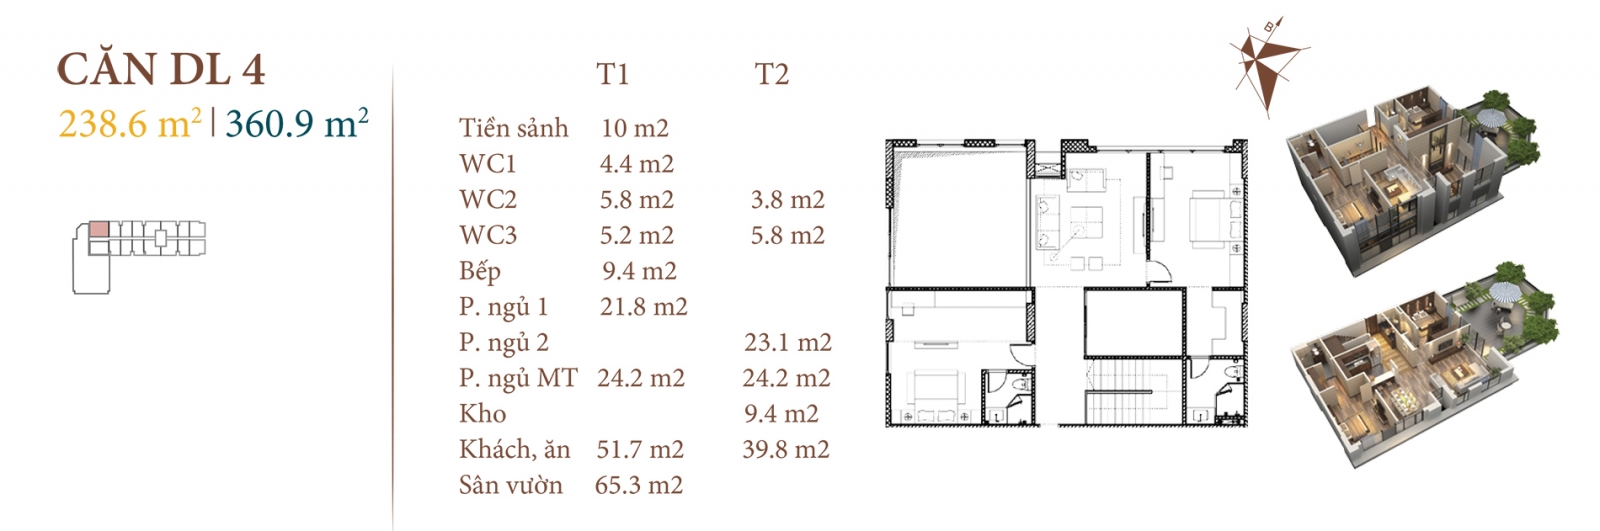 CĂN DL 4
238.6 m² | 360.9 m²
T1 T2
Tiền sảnh 10 m2
WC1 4.4 m2
WC2 5.8 m2 3.8 m2
WC3 5.2 m2 5.8 m2
Bếp 9.4 m2
P. ngủ 1 21.8 m2
P. ngủ 2 23.1 m2
P. ngủ MT 24.2 m2 24.2 m2
Kho 9.4 m2
Khách, ăn 51.7 m2 39.8 m2
Sân vườn 65.3 m2
B